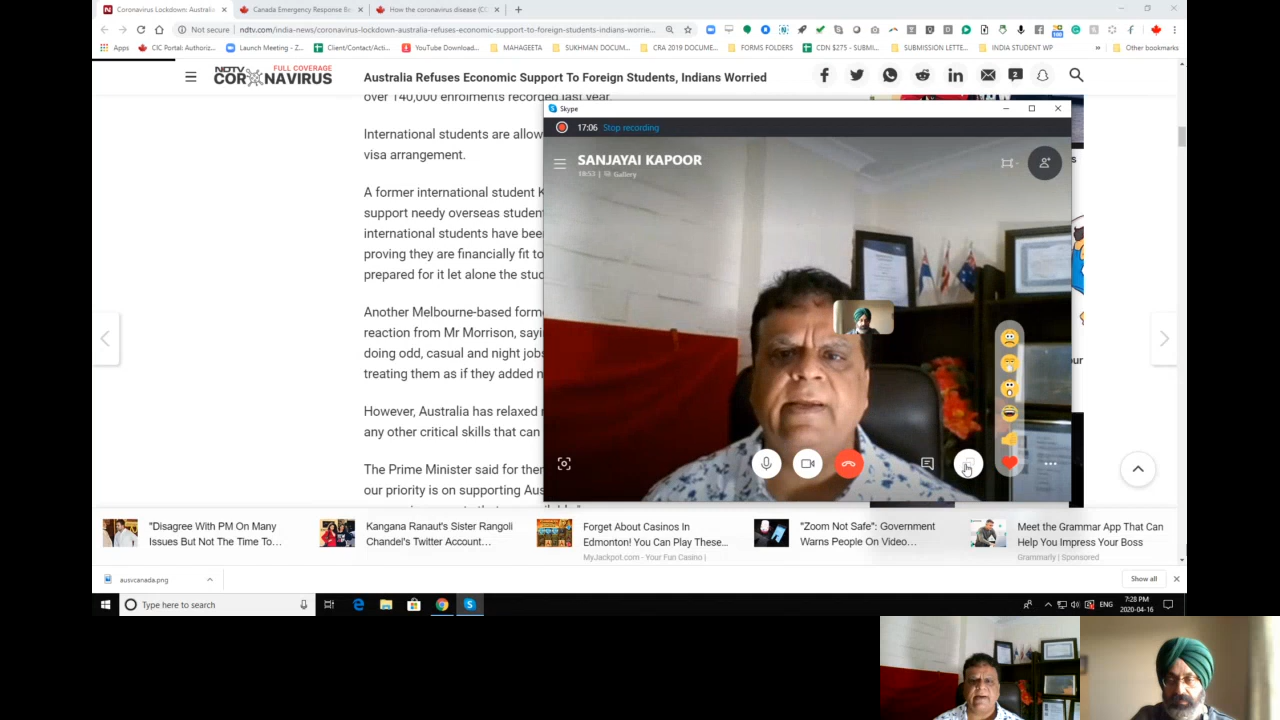 Coronavirus Lockdown: Australia
Canada Emergency Response Be
How the coronavirus disease (CO
Not secure | ndtv.com/india-news/coronavirus-lockdown-australia-refuses-economic-support-to-foreign-students-indians-worrie...
Apps
CIC Portal: Authoriz...
Launch Meeting - Z...
Client/Contact/Acti...
YouTube Download...
MAHAGEETA
SUKHMAN DOCUM...
CRA 2019 DOCUME...
FORMS FOLDERS
CDN $275 - SUBMI...
SUBMISSION LETTE...
INDIA STUDENT WP
»
Other bookmarks
NDTV FULL COVERAGE
CORONAVIRUS
Australia Refuses Economic Support To Foreign Students, Indians Worried
2
over 140,000 enrolments recorded last year.
International students are allow
visa arrangement.
A former international student K
support needy overseas student
international students have bee
proving they are financially fit to
prepared for it let alone the stud
Another Melbourne-based form
reaction from Mr Morrison, sayi
doing odd, casual and night jobs
treating them as if they added n
However, Australia has relaxed r
any other critical skills that can
The Prime Minister said for ther
our priority is on supporting Aus
Skype
17:06 Stop recording
SANJAYAI KAPOOR
18:53 | Gallery
"Disagree With PM On Many
Issues But Not The Time To...
Kangana Ranaut's Sister Rangoli
Chandel's Twitter Account...
Forget About Casinos In
Edmonton! You Can Play These...
MyJackpot.com - Your Fun Casino |
"Zoom Not Safe": Government
Warns People On Video...
Meet the Grammar App That Can
Help You Impress Your Boss
Grammarly | Sponsored
ausvcanada.png
Show all
Type here to search
ENG
7:28 PM
2020-04-16